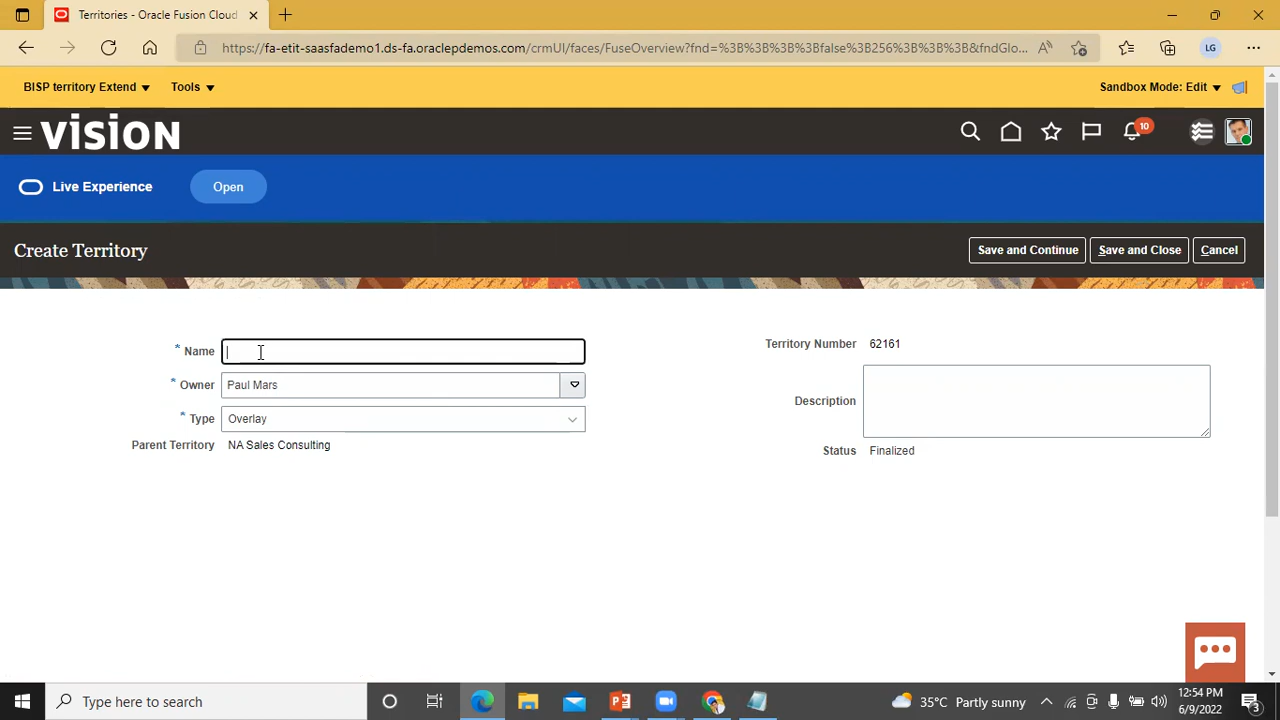 Territories - Oracle Fusion Cloud
https://fa-etit-saasfademo1.ds-fa.oraclepdemos.com/crmUI/faces/FuseOverview?fnd=%3B%3B%3B%3Bfalse%3B256%3B%3B%3B&fndGlo...
LG
BISP territory Extend
Tools
Sandbox Mode: Edit
vision
10
Live Experience
Open
Create Territory
Save and Continue
Save and Close
Cancel
* Name
Territory Number 62161
* Owner Paul Mars
Description
* Type Overlay
Parent Territory NA Sales Consulting
Status Finalized
Type here to search
35°C Partly sunny
12:54 PM
6/9/2022
3